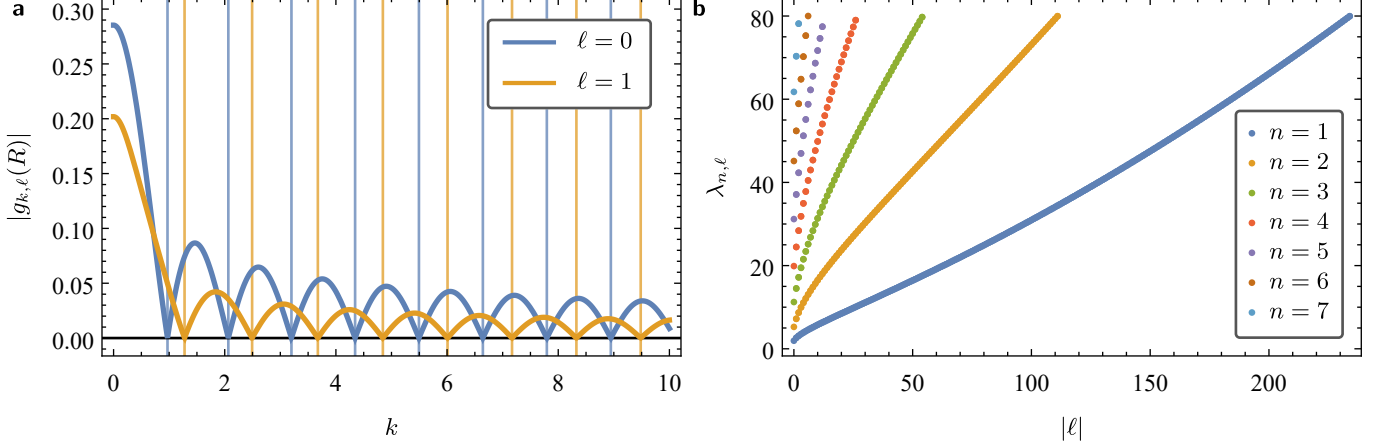 a
|g_{k,ℓ}(R)|
0.30
0.25
0.20
0.15
0.10
0.05
0.00
ℓ = 0
ℓ = 1
0 2 4 6 8 10
k
b
λ_{n,ℓ}
80
60
40
20
0
n = 1
n = 2
n = 3
n = 4
n = 5
n = 6
n = 7
0 50 100 150 200
|ℓ|